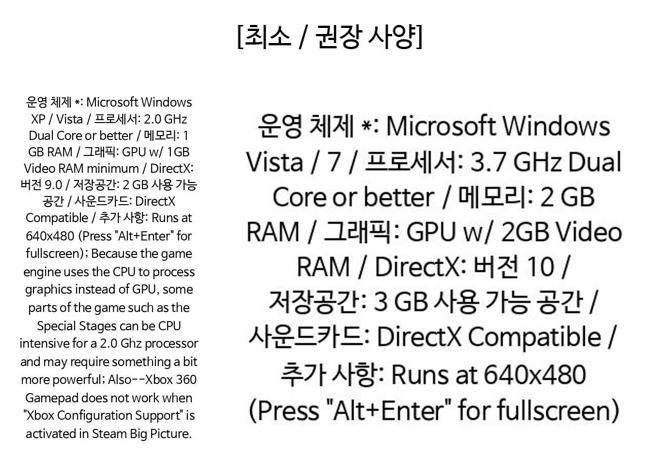 [최소 / 권장 사양]
운영 체제 *: Microsoft Windows
XP / Vista / 프로세서: 2.0 GHz
Dual Core or better / 메모리: 1
GB RAM / 그래픽: GPU w/ 1GB
Video RAM minimum / DirectX:
버전 9.0 / 저장공간: 2 GB 사용 가능
공간 / 사운드카드: DirectX
Compatible / 추가 사항: Runs at
640x480 (Press "Alt+Enter" for
fullscreen); Because the game
engine uses the CPU to process
graphics instead of GPU, some
parts of the game such as the
Special Stages can be CPU
intensive for a 2.0 Ghz processor
and may require something a bit
more powerful; Also--Xbox 360
Gamepad does not work when
"Xbox Configuration Support" is
activated in Steam Big Picture.
운영 체제 *: Microsoft Windows
Vista / 7 / 프로세서: 3.7 GHz Dual
Core or better / 메모리: 2 GB
RAM / 그래픽: GPU w/ 2GB Video
RAM / DirectX: 버전 10 /
저장공간: 3 GB 사용 가능 공간 /
사운드카드: DirectX Compatible /
추가 사항: Runs at 640x480
(Press "Alt+Enter" for fullscreen)